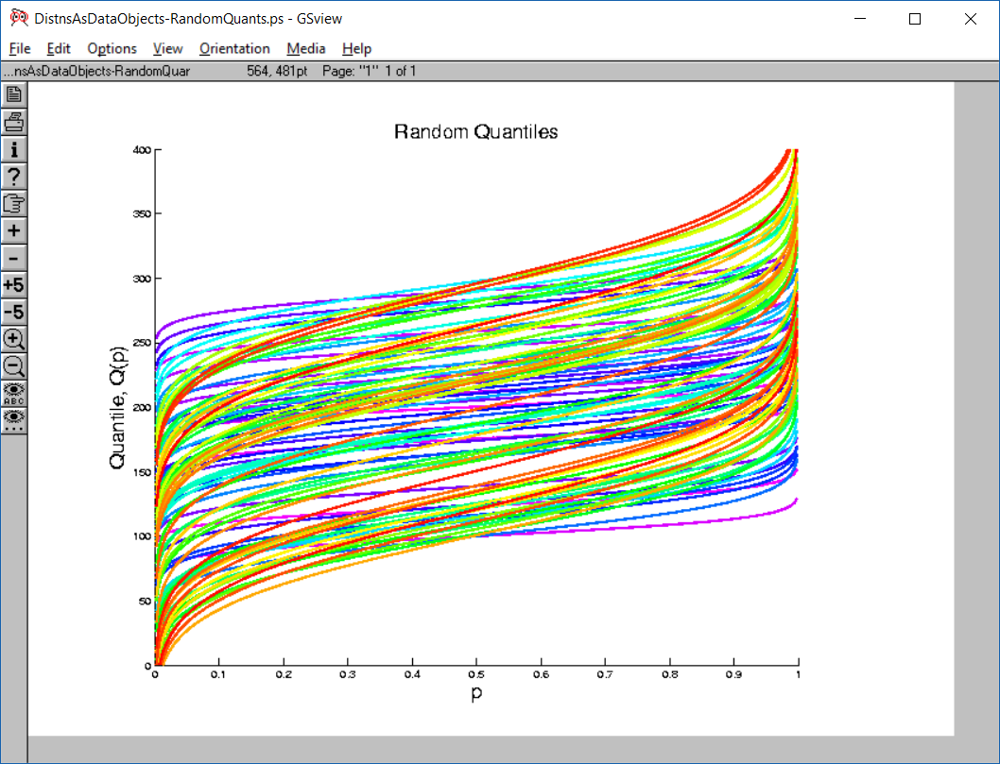 DistnsAsDataObjects-RandomQuants.ps - GSview
File Edit Options View Orientation Media Help
...nsAsDataObjects-RandomQuar 564, 481pt Page: "1" 1 of 1
i
?
+
-
+5
-5
ABC
Random Quantiles
400
350
300
250
200
150
100
50
0
Quantile, Q(p)
0 0.1 0.2 0.3 0.4 0.5 0.6 0.7 0.8 0.9 1
p